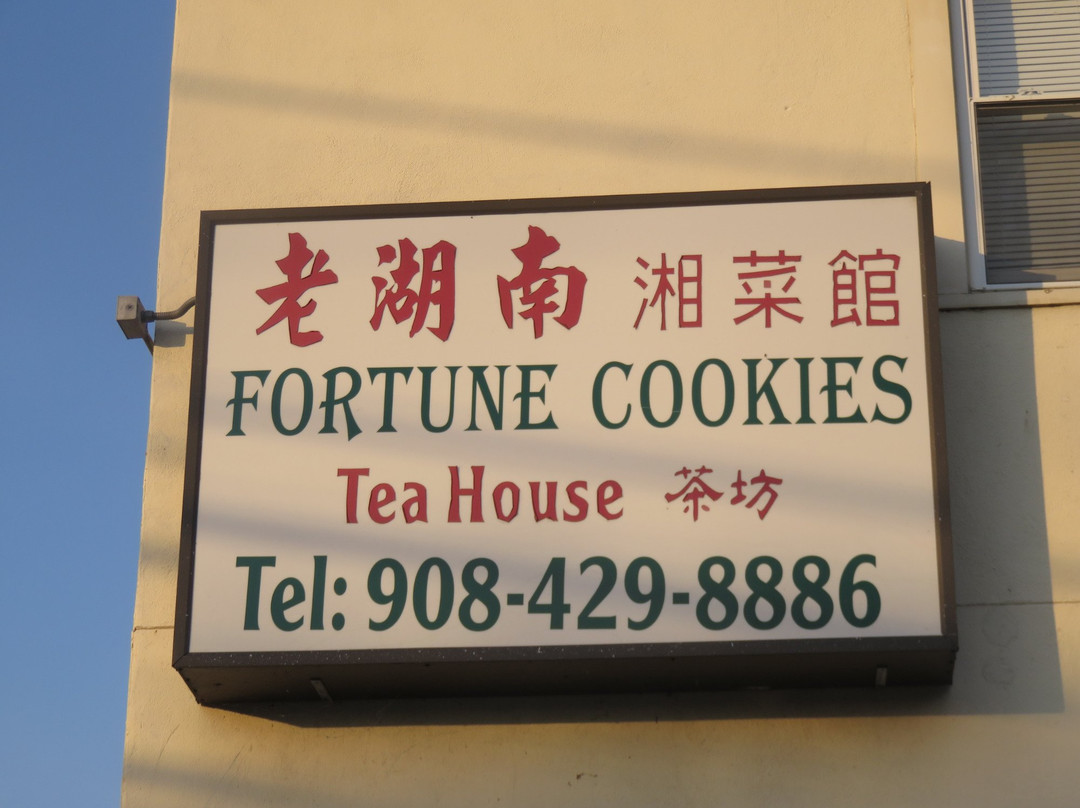 老湖南 湘菜館
FORTUNE COOKIES
Tea House 茶坊
Tel: 908-429-8886